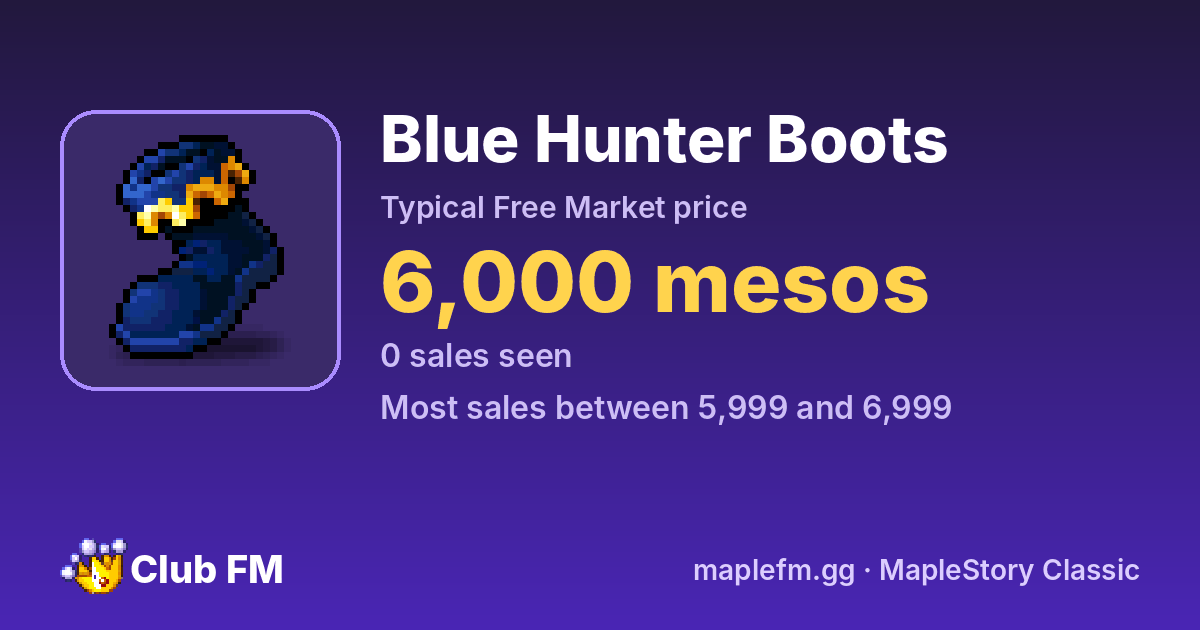 Blue Hunter Boots
Typical Free Market price
6,000 mesos
0 sales seen
Most sales between 5,999 and 6,999
Club FM
maplefm.gg · MapleStory Classic